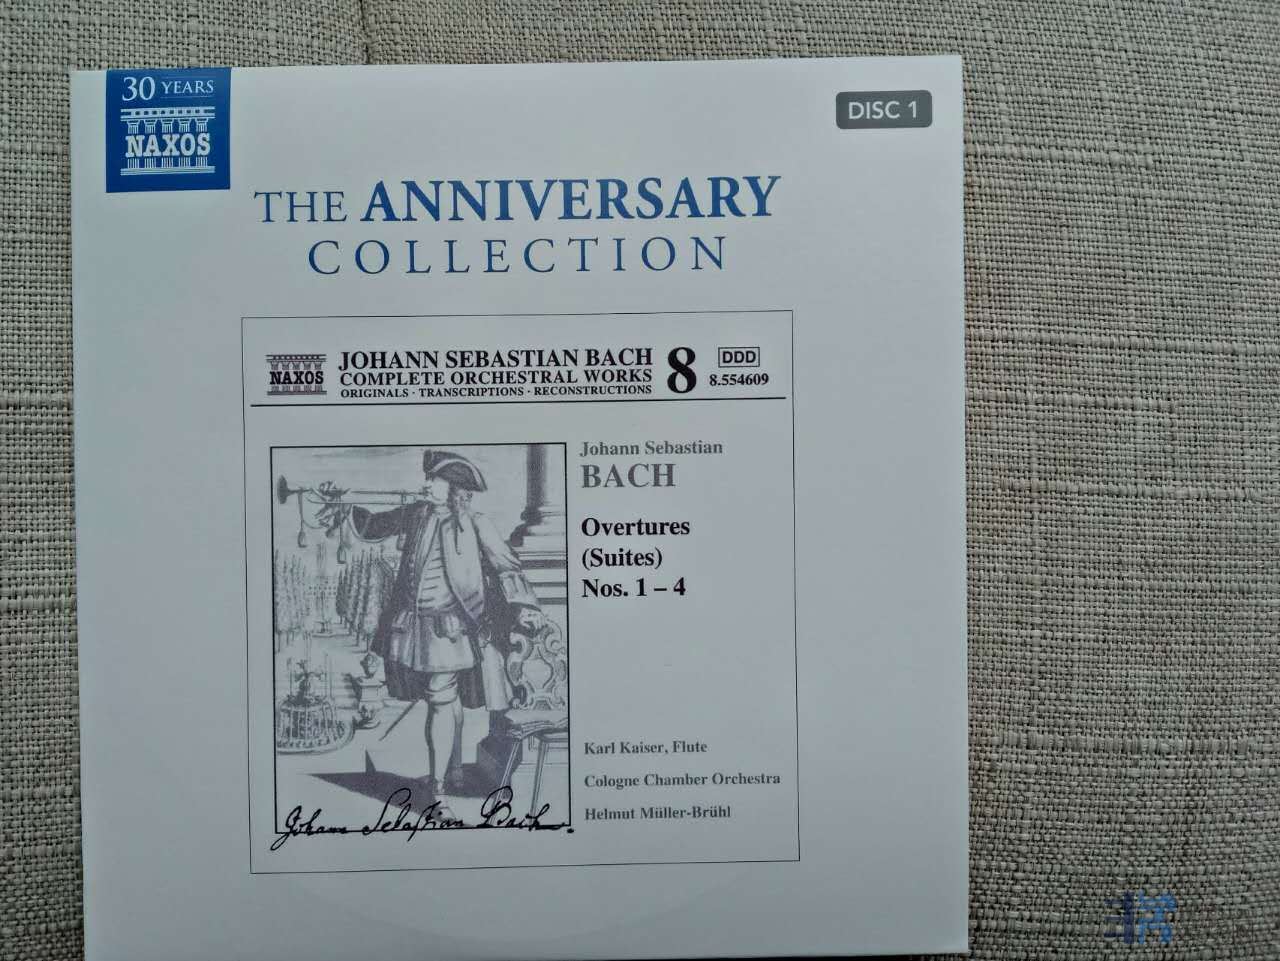 30 YEARS
NAXOS
DISC 1
THE ANNIVERSARY
COLLECTION
NAXOS
JOHANN SEBASTIAN BACH
COMPLETE ORCHESTRAL WORKS
ORIGINALS · TRANSCRIPTIONS · RECONSTRUCTIONS
8
DDD
8.554609
Johann Sebastian
BACH
Overtures
(Suites)
Nos. 1 – 4
Karl Kaiser, Flute
Cologne Chamber Orchestra
Helmut Müller-Brühl
Johann Sebastian Bach.